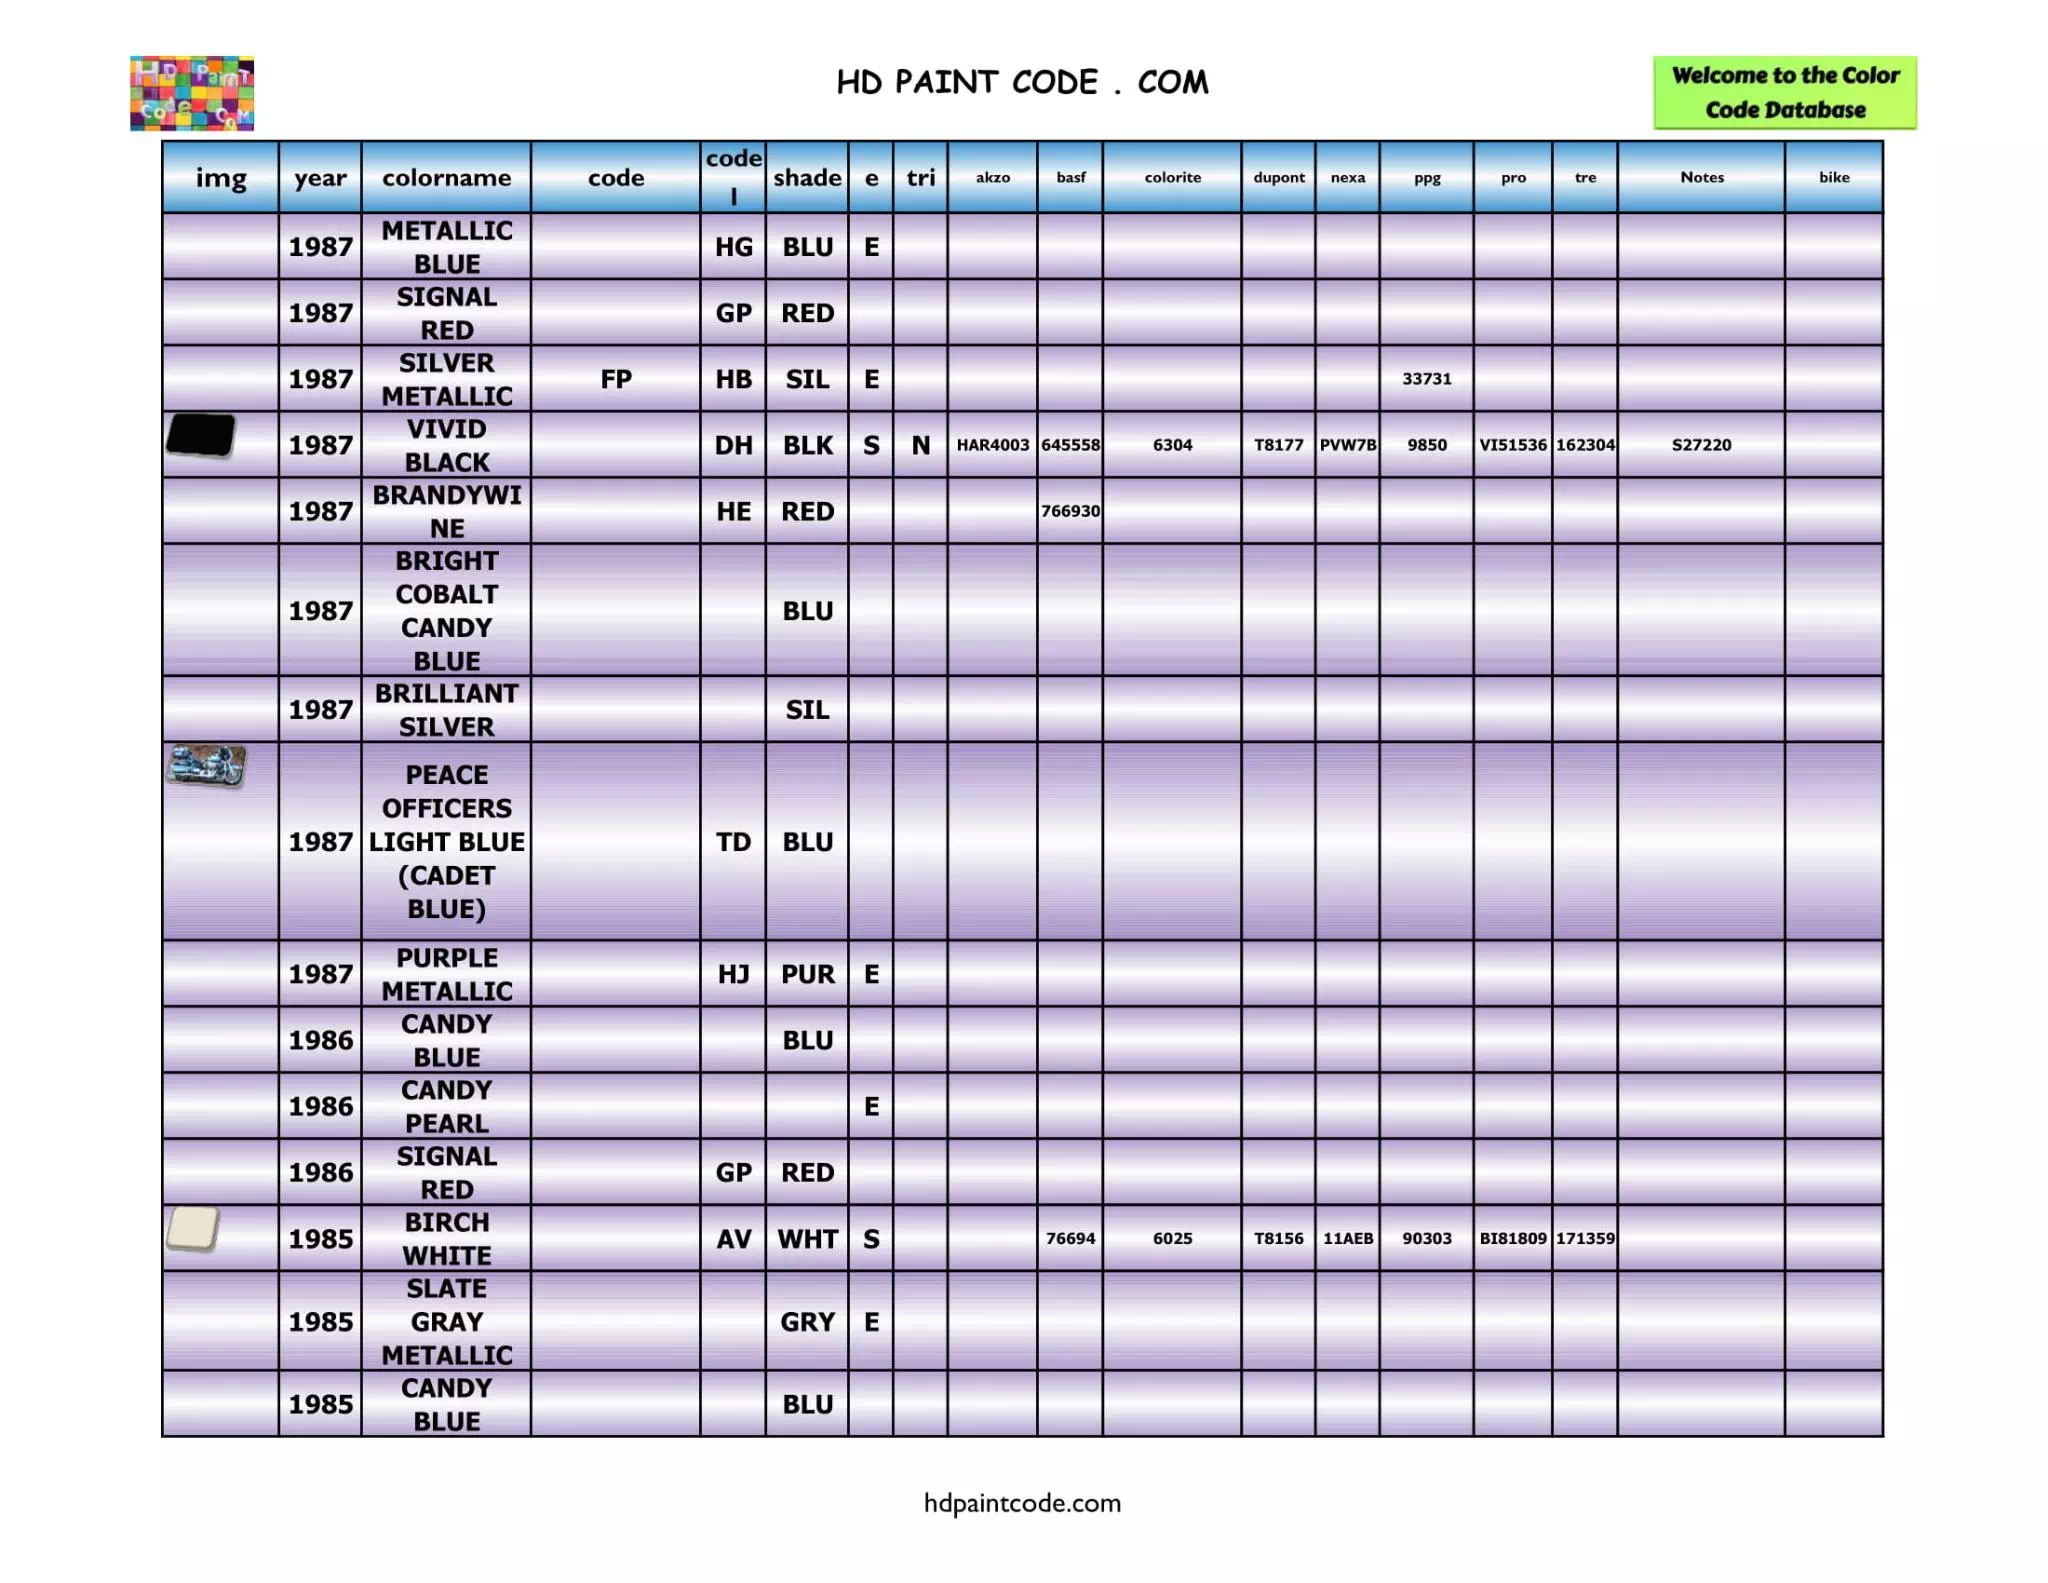 HD Paint
Code
CoM
HD PAINT CODE . COM
Welcome to the Color
Code Database
img year colorname code code l shade e tri akzo basf colorite dupont nexa ppg pro tre Notes bike
1987 METALLIC BLUE HG BLU E
1987 SIGNAL RED GP RED
1987 SILVER METALLIC FP HB SIL E 33731
1987 VIVID BLACK DH BLK S N HAR4003 645558 6304 T8177 PVW7B 9850 VI51536 162304 S27220
1987 BRANDYWI NE HE RED 766930
1987 BRIGHT COBALT CANDY BLUE BLU
1987 BRILLIANT SILVER SIL
1987 PEACE OFFICERS LIGHT BLUE (CADET BLUE) TD BLU
1987 PURPLE METALLIC HJ PUR E
1986 CANDY BLUE BLU
1986 CANDY PEARL E
1986 SIGNAL RED GP RED
1985 BIRCH WHITE AV WHT S 76694 6025 T8156 11AEB 90303 BI81809 171359
1985 SLATE GRAY METALLIC GRY E
1985 CANDY BLUE BLU
hdpaintcode.com